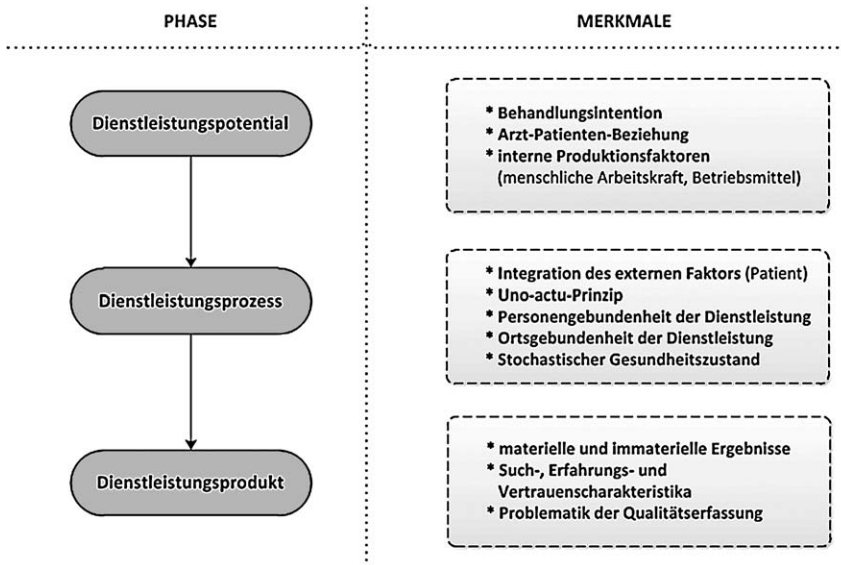 PHASE
MERKMALE
Dienstleistungspotential
* Behandlungsintention
* Arzt-Patienten-Beziehung
* interne Produktionsfaktoren
(menschliche Arbeitskraft, Betriebsmittel)
Dienstleistungsprozess
* Integration des externen Faktors (Patient)
* Uno-actu-Prinzip
* Personengebundenheit der Dienstleistung
* Ortsgebundenheit der Dienstleistung
* Stochastischer Gesundheitszustand
Dienstleistungsprodukt
* materielle und immaterielle Ergebnisse
* Such-, Erfahrungs- und
Vertrauenscharakteristika
* Problematik der Qualitätserfassung